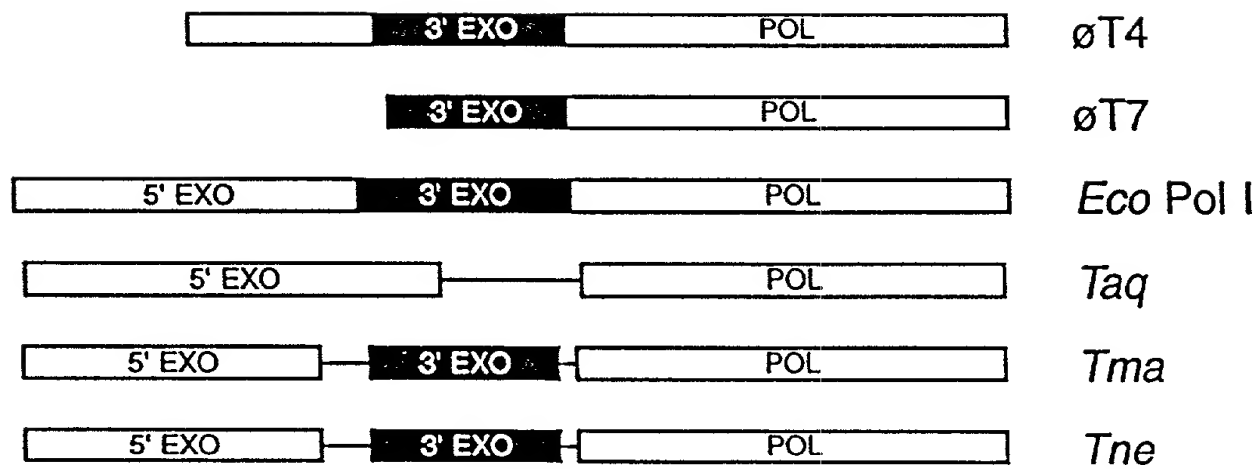 3' EXO POL øT4
3' EXO POL øT7
5' EXO 3' EXO POL Eco Pol I
5' EXO POL Taq
5' EXO 3' EXO POL Tma
5' EXO 3' EXO POL Tne